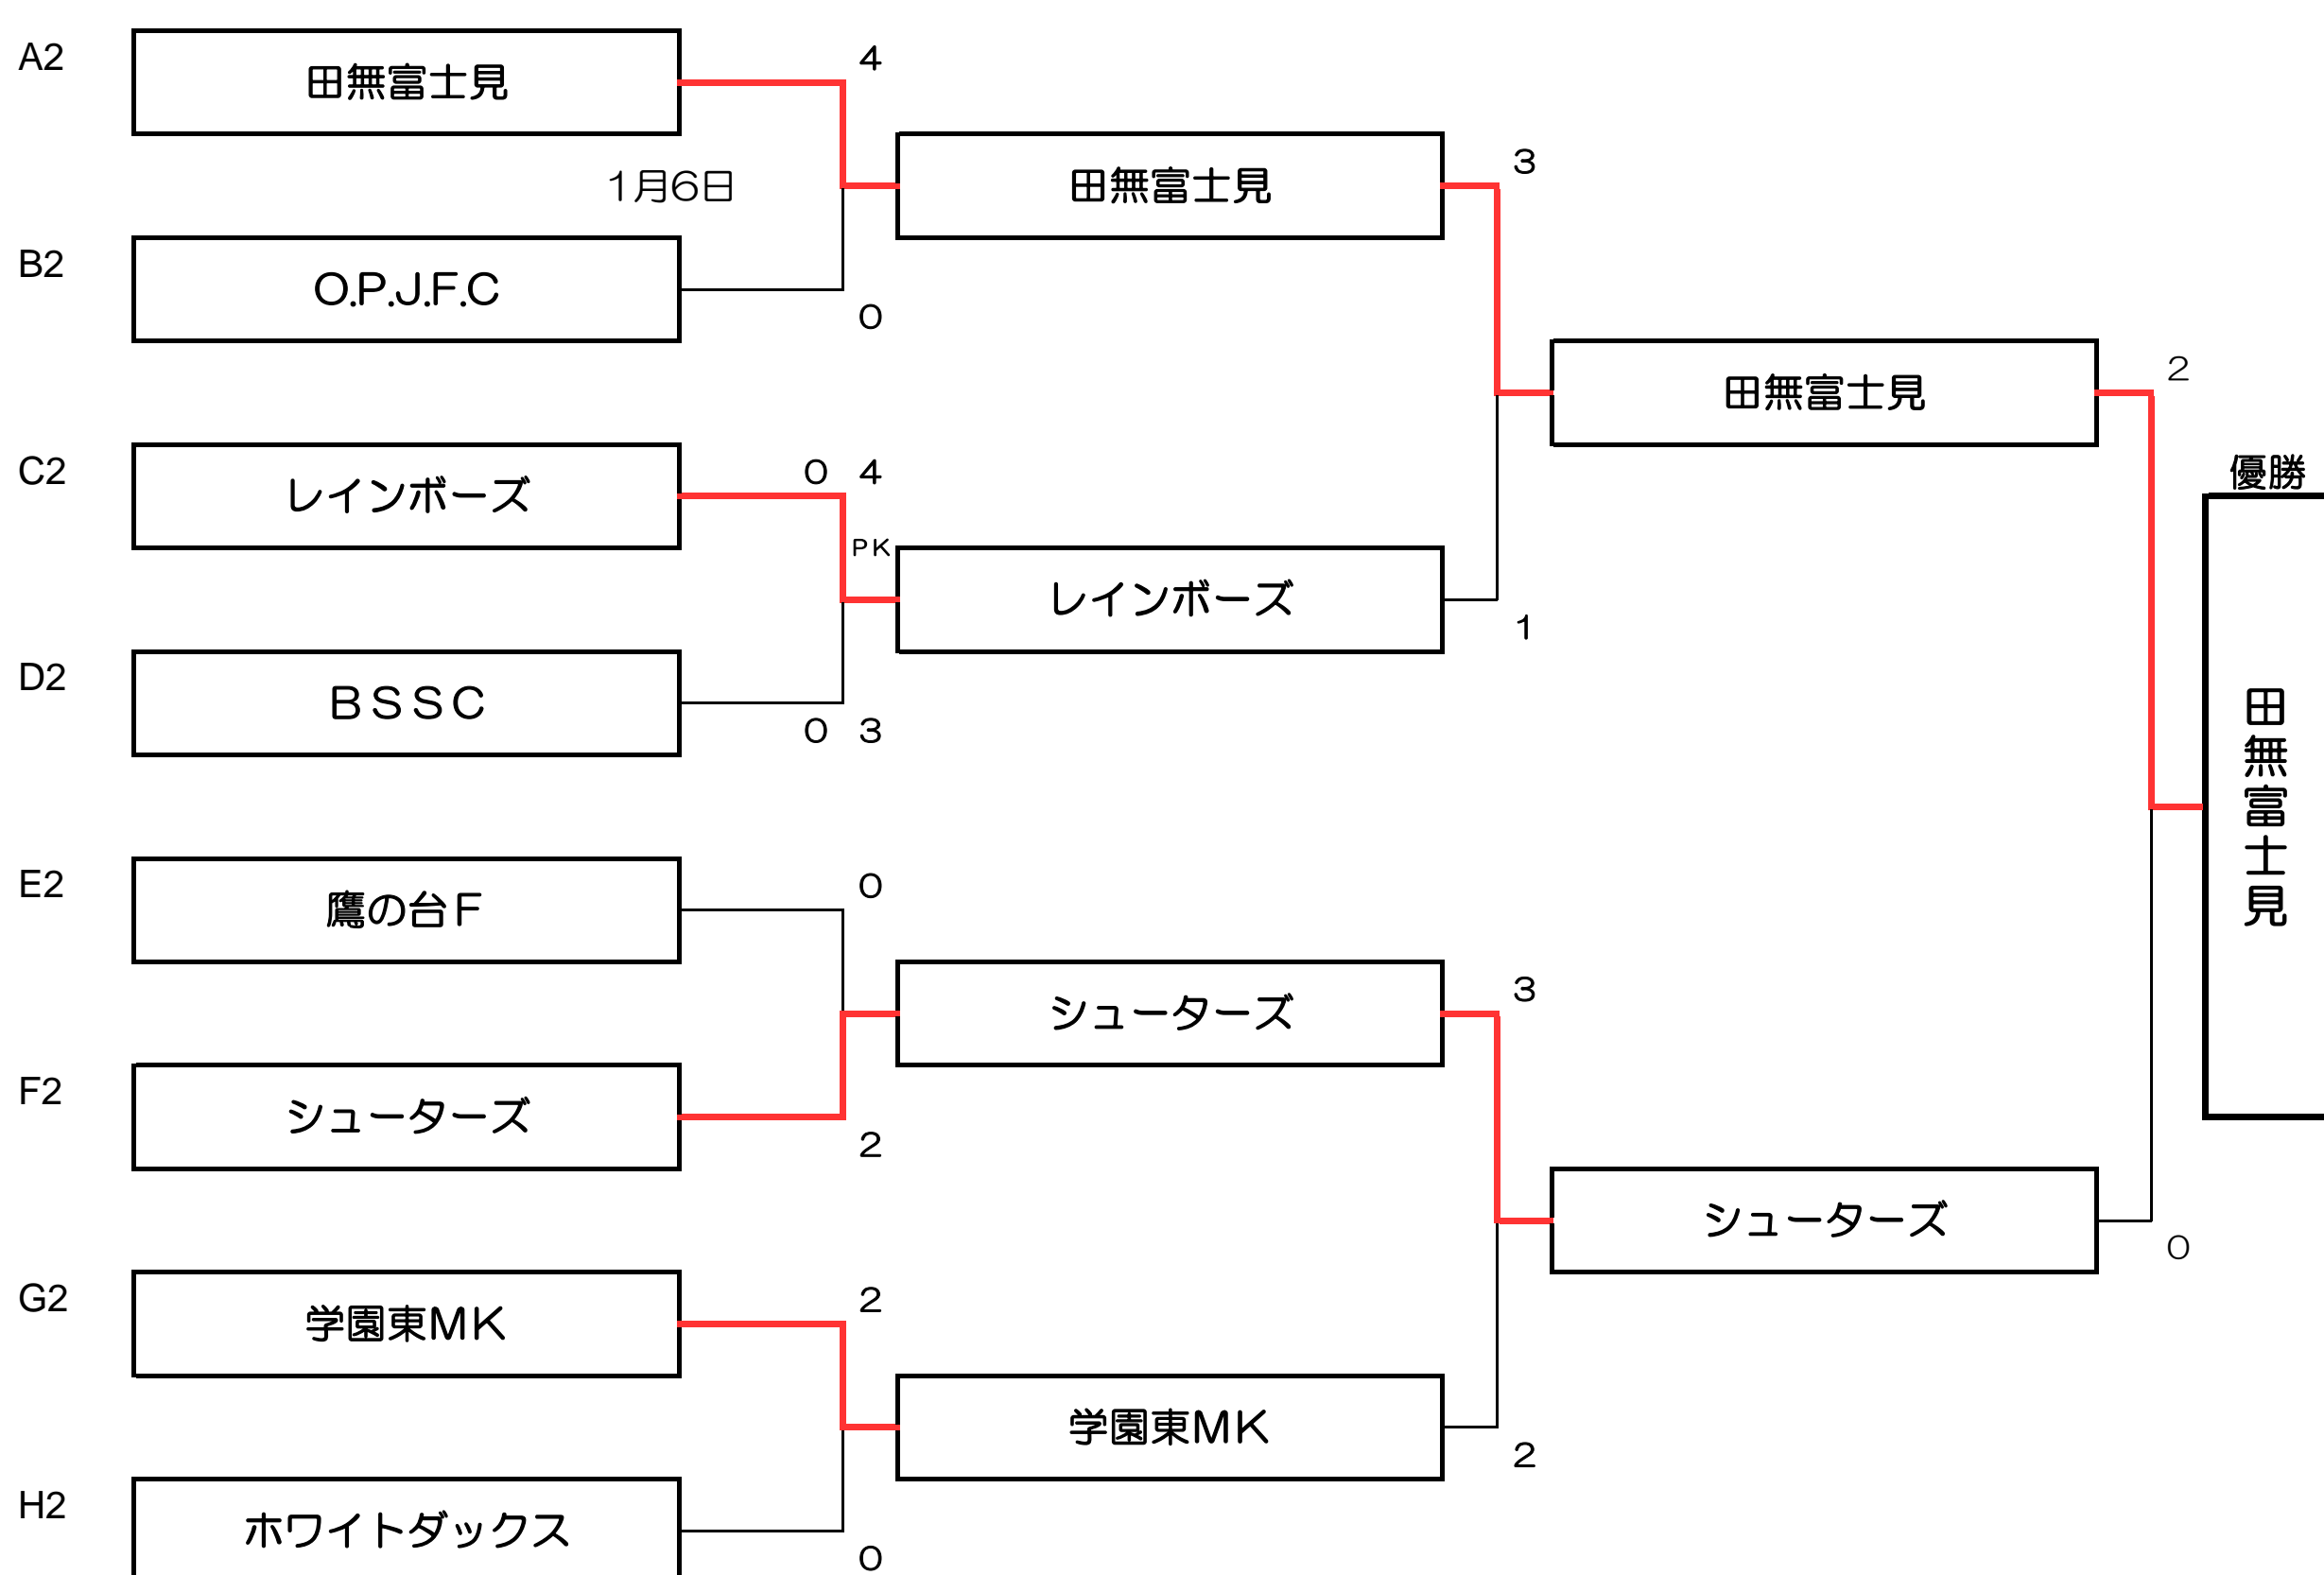 A2
田無富士見
4
1月6日
田無富士見
3
B2
O.P.J.F.C
0
田無富士見
2
C2
レインボーズ
0 4
PK
レインボーズ
1
D2
ＢＳＳＣ
0 3
優勝
田無富士見
E2
鷹の台Ｆ
0
シューターズ
3
F2
シューターズ
2
シューターズ
0
G2
学園東MK
2
学園東MK
2
H2
ホワイトダックス
0